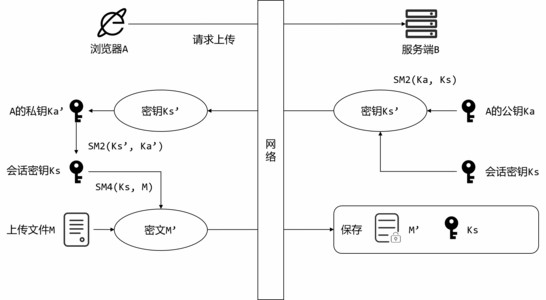 浏览器A
请求上传
服务端B
SM2(Ka, Ks)
A的私钥Ka’
密钥Ks’
密钥Ks’
A的公钥Ka
SM2(Ks’, Ka’)
网络
会话密钥Ks
会话密钥Ks
SM4(Ks, M)
上传文件M
密文M’
保存
M’
Ks